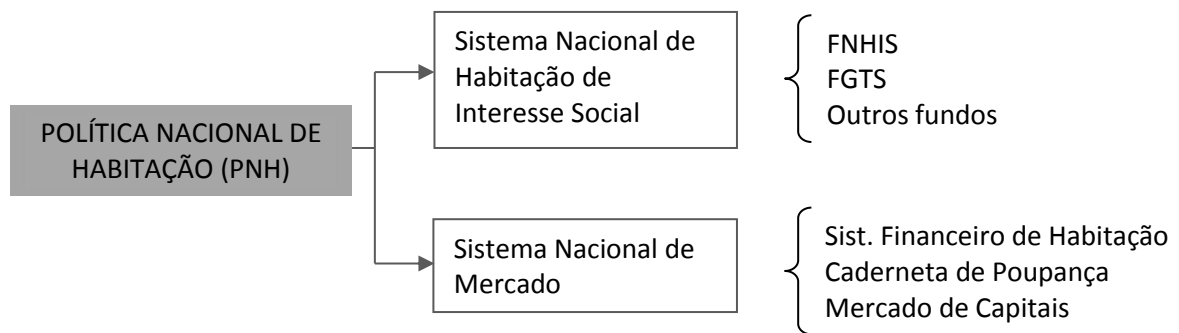 POLÍTICA NACIONAL DE
HABITAÇÃO (PNH)
Sistema Nacional de
Habitação de
Interesse Social
FNHIS
FGTS
Outros fundos
Sistema Nacional de
Mercado
Sist. Financeiro de Habitação
Caderneta de Poupança
Mercado de Capitais